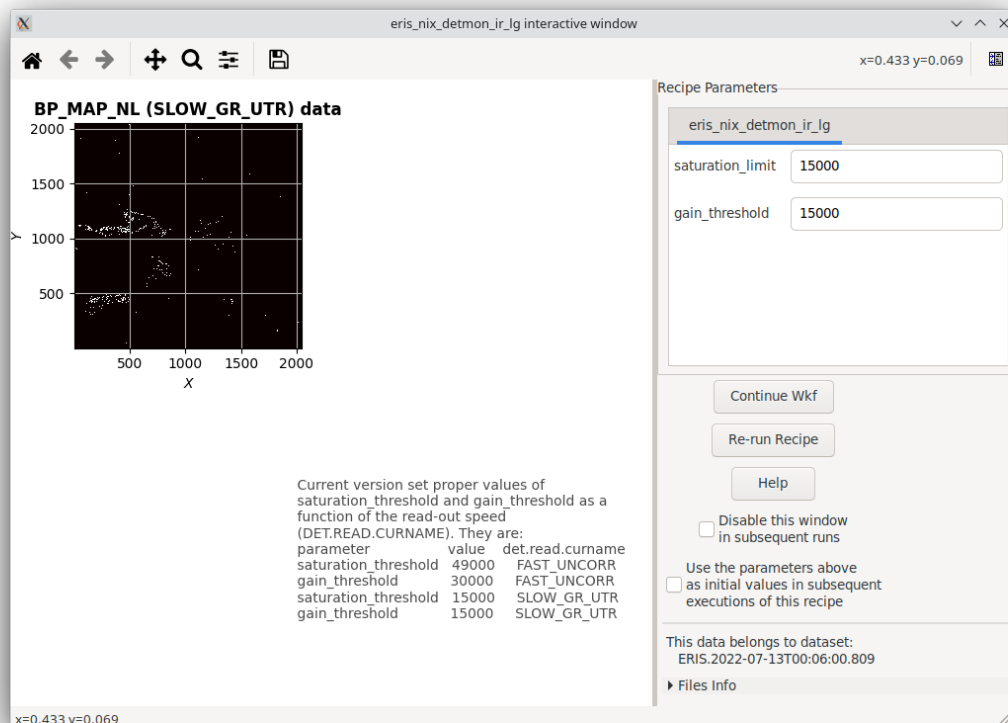 eris_nix_detmon_ir_lg interactive window
x=0.433 y=0.069
BP_MAP_NL (SLOW_GR_UTR) data
2000
1500
1000
500
Y
500 1000 1500 2000
X
Current version set proper values of
saturation_threshold and gain_threshold as a
function of the read-out speed
(DET.READ.CURNAME). They are:
parameter value det.read.curname
saturation_threshold 49000 FAST_UNCORR
gain_threshold 30000 FAST_UNCORR
saturation_threshold 15000 SLOW_GR_UTR
gain_threshold 15000 SLOW_GR_UTR
Recipe Parameters
eris_nix_detmon_ir_lg
saturation_limit 15000
gain_threshold 15000
Continue Wkf
Re-run Recipe
Help
Disable this window
in subsequent runs
Use the parameters above
as initial values in subsequent
executions of this recipe
This data belongs to dataset:
ERIS.2022-07-13T00:06:00.809
Files Info
x=0.433 y=0.069